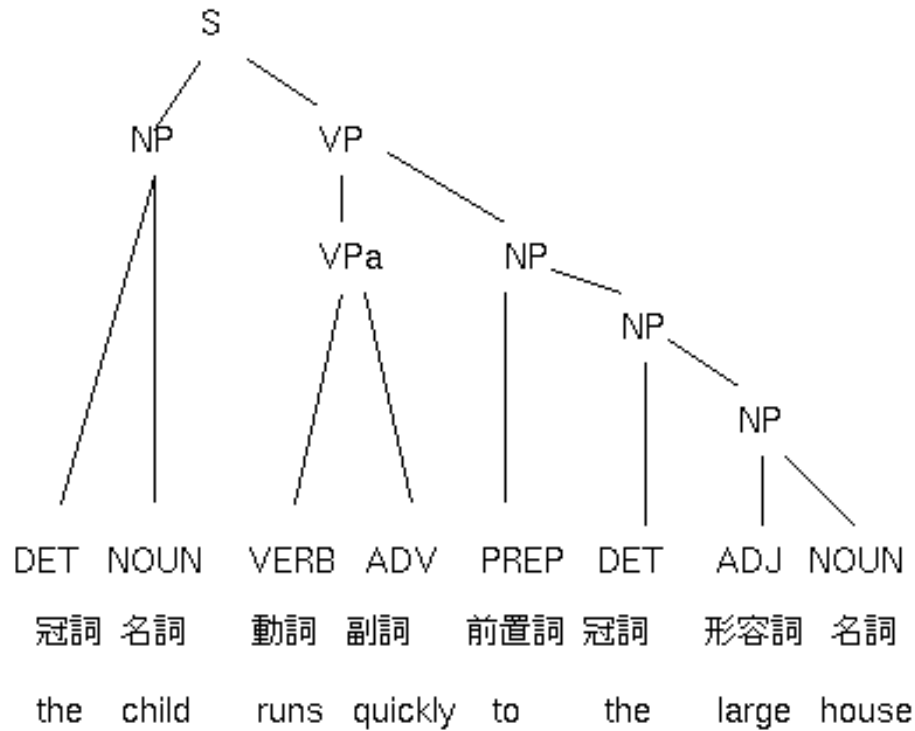 S
NP VP
VPa NP
NP
NP
DET NOUN VERB ADV PREP DET ADJ NOUN
冠詞 名詞 動詞 副詞 前置詞 冠詞 形容詞 名詞
the child runs quickly to the large house